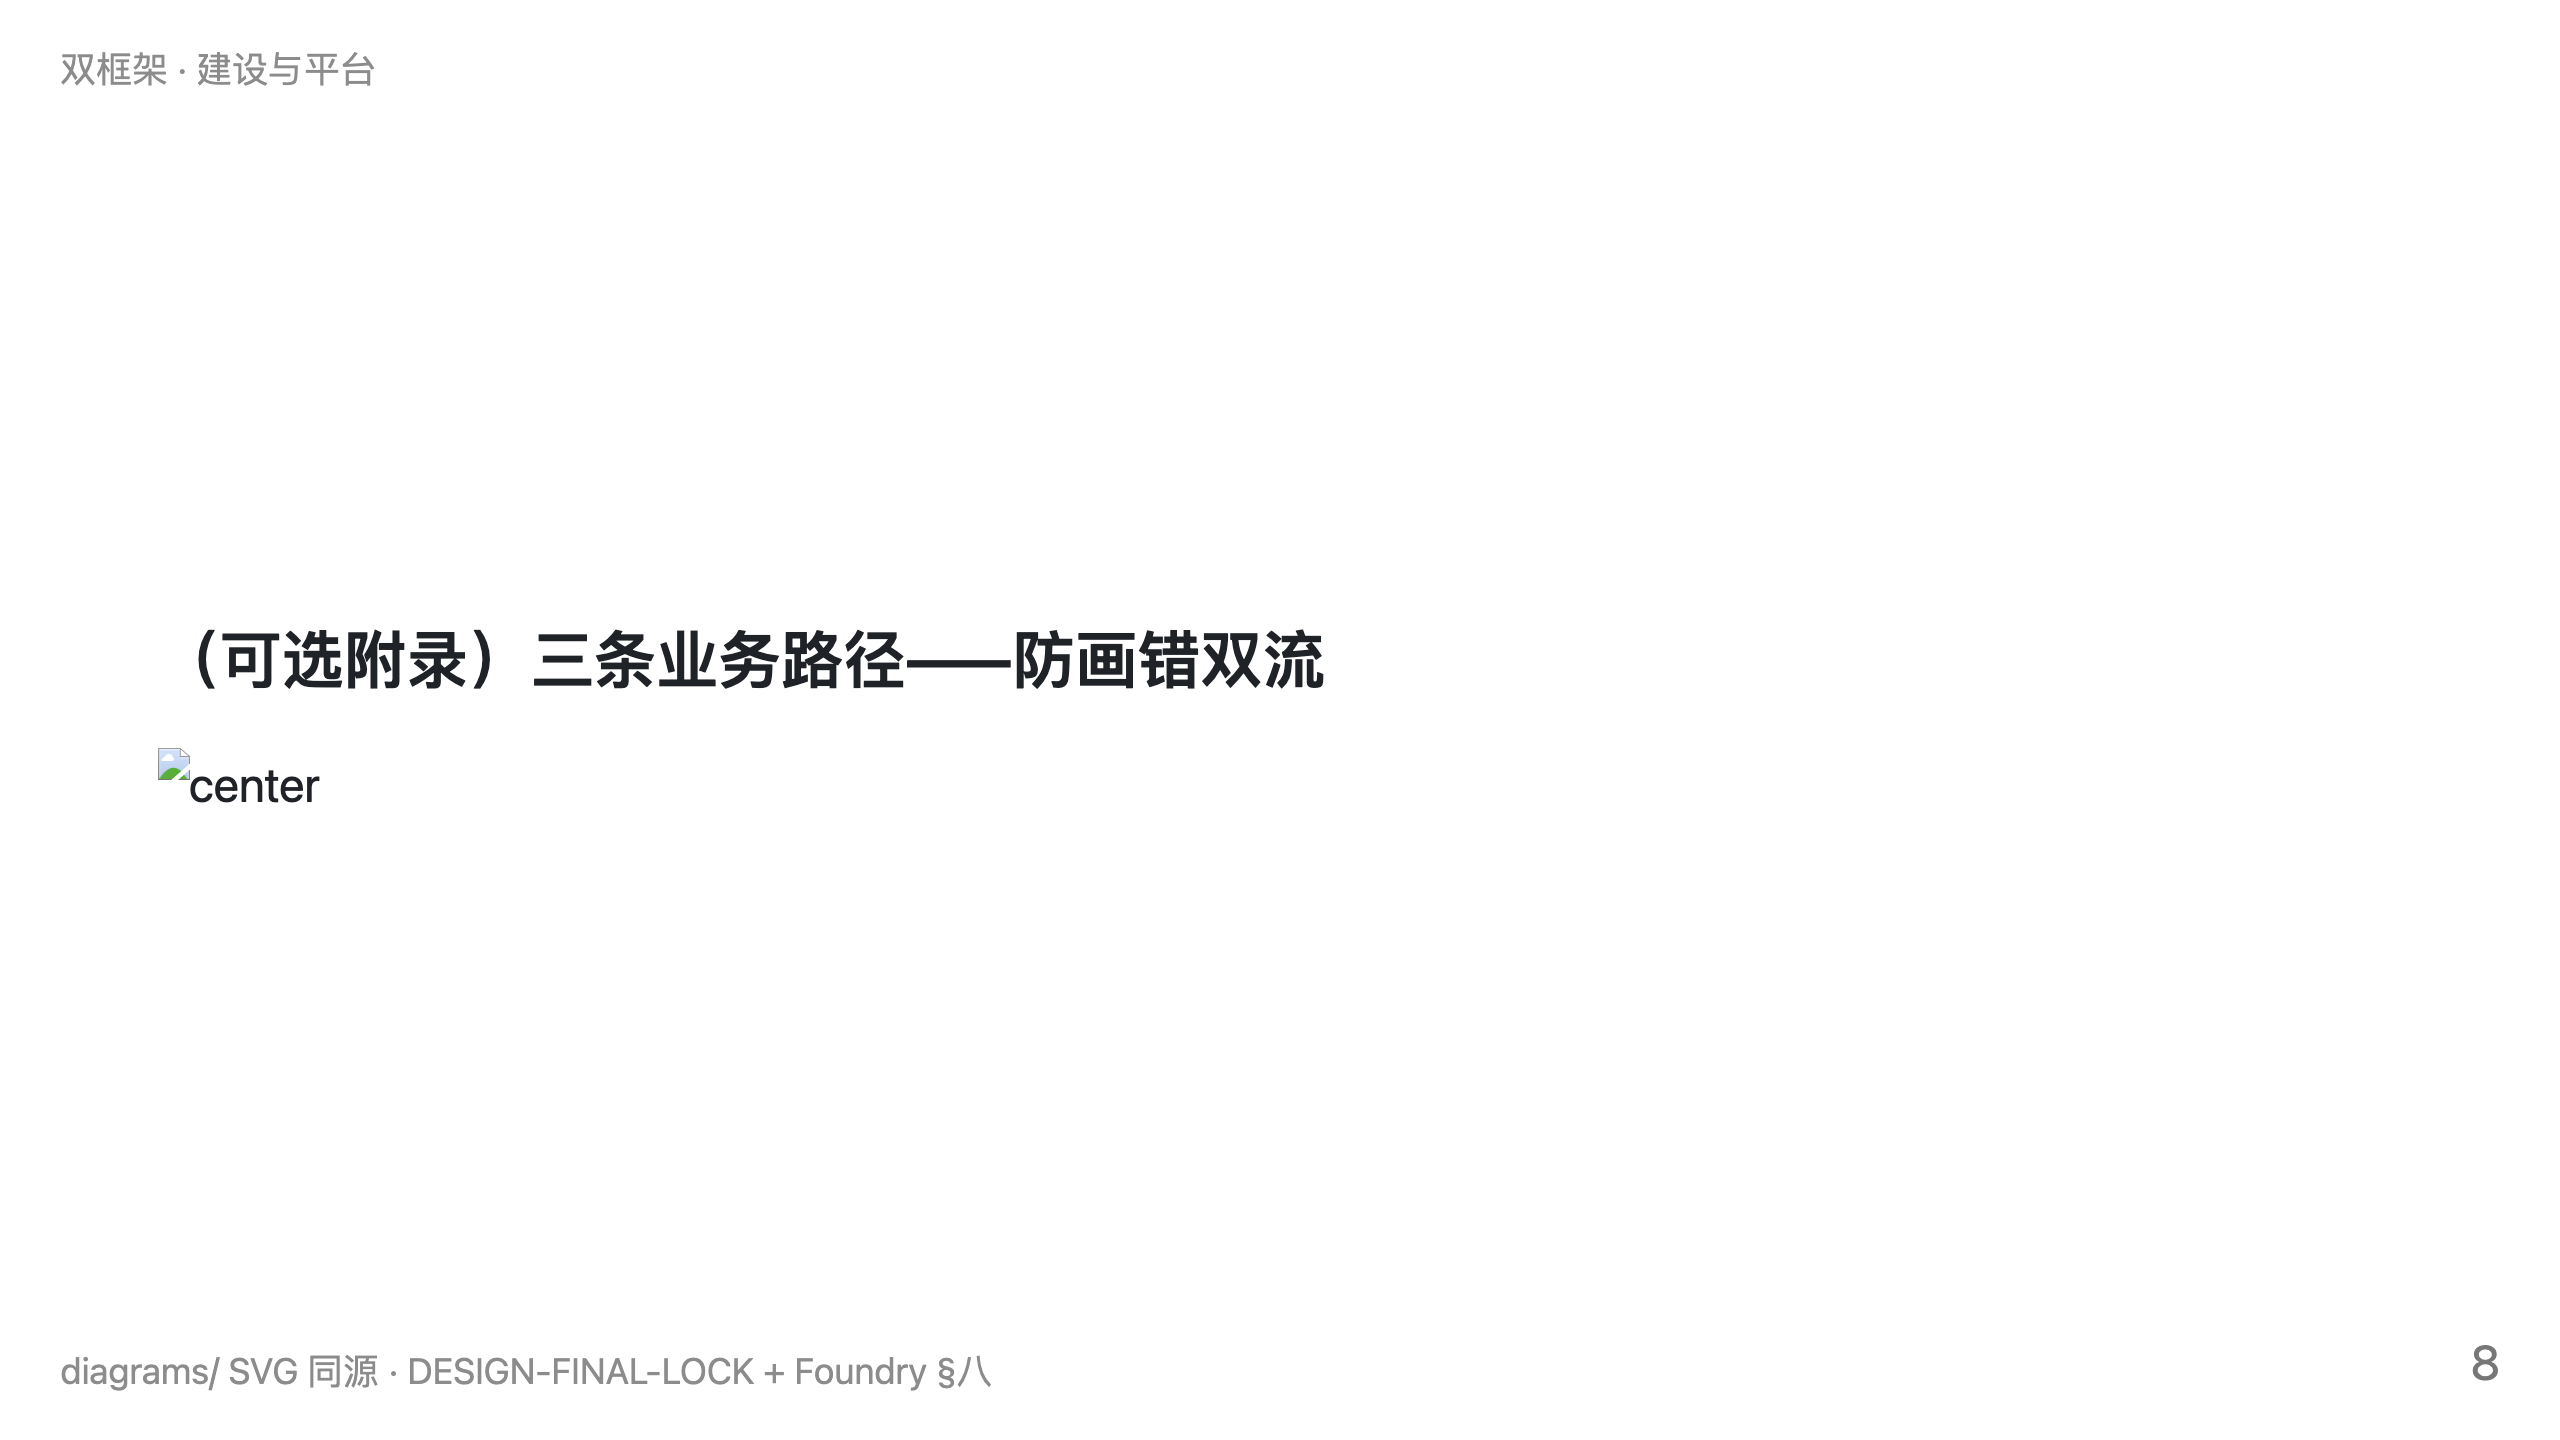 双框架 · 建设与平台
（可选附录）三条业务路径——防画错双流
center
diagrams/ SVG 同源 · DESIGN-FINAL-LOCK + Foundry §八
8